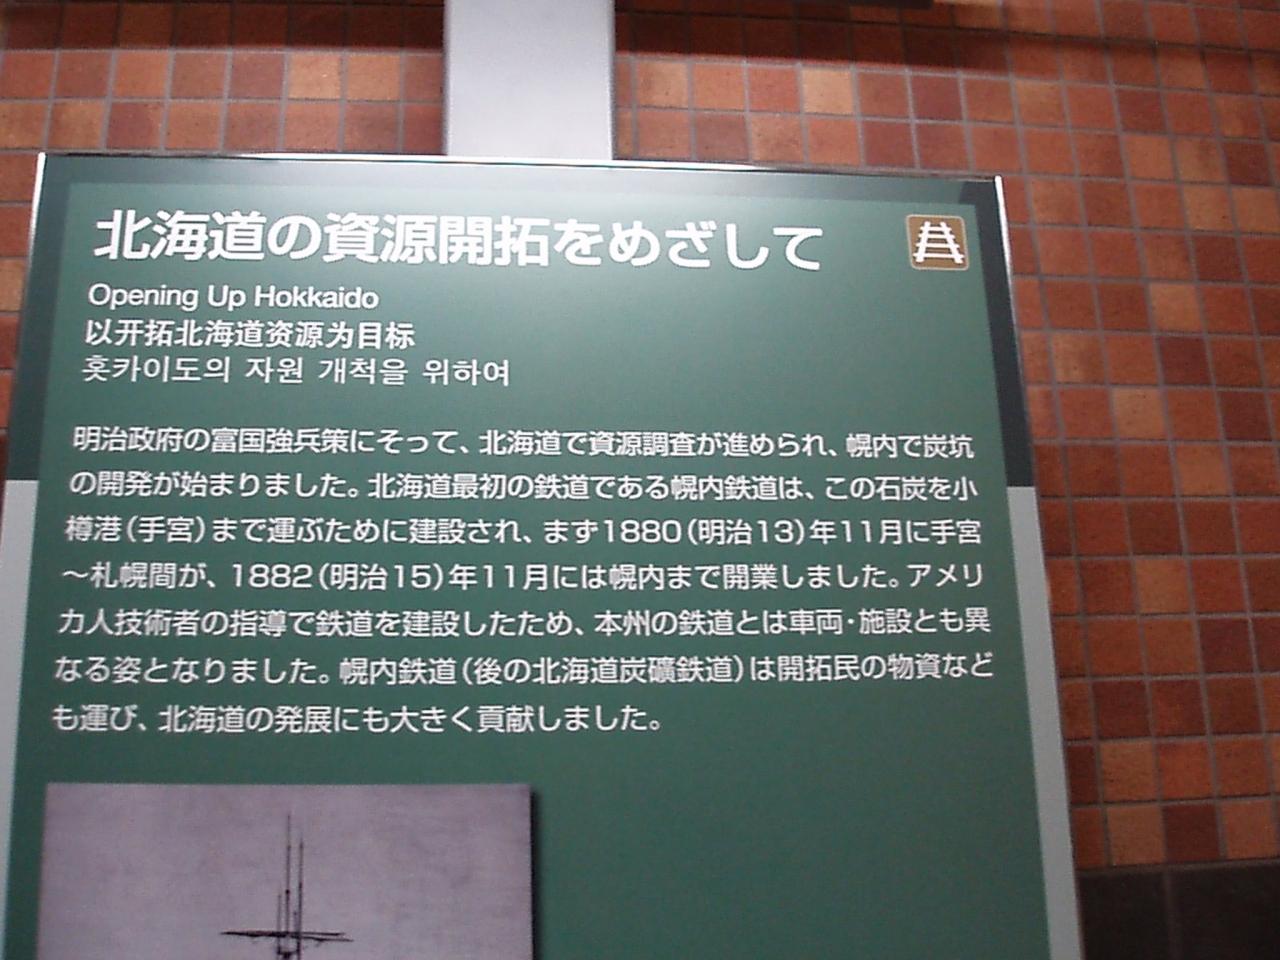 北海道の資源開拓をめざして
Opening Up Hokkaido
以开拓北海道资源为目标
홋카이도의 자원 개척을 위하여
明治政府の富国強兵策にそって、北海道で資源調査が進められ、幌内で炭坑
の開発が始まりました。北海道最初の鉄道である幌内鉄道は、この石炭を小
樽港（手宮）まで運ぶために建設され、まず1880（明治13）年11月に手宮
～札幌間が、1882（明治15）年11月には幌内まで開業しました。アメリ
カ人技術者の指導で鉄道を建設したため、本州の鉄道とは車両・施設とも異
なる姿となりました。幌内鉄道（後の北海道炭礦鉄道）は開拓民の物資など
も運び、北海道の発展にも大きく貢献しました。